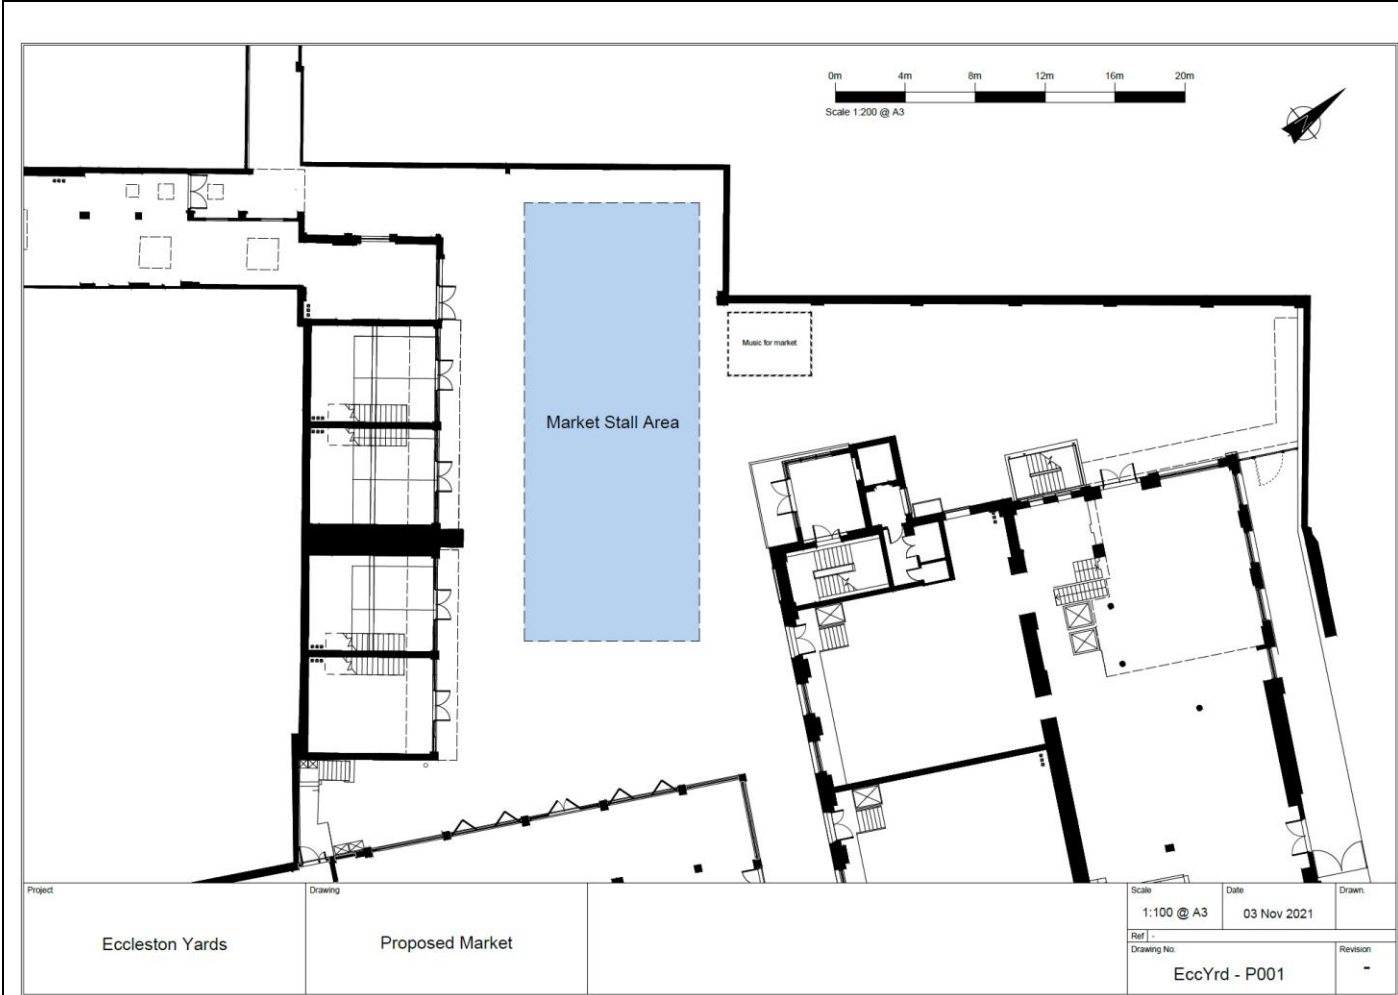 0m 4m 8m 12m 16m 20m
Scale 1:200 @ A3
N
Music for market
Market Stall Area
Project
Eccleston Yards
Drawing
Proposed Market
Scale
1:100 @ A3
Date
03 Nov 2021
Drawn.
Ref -
Drawing No.
EccYrd - P001
Revision
-